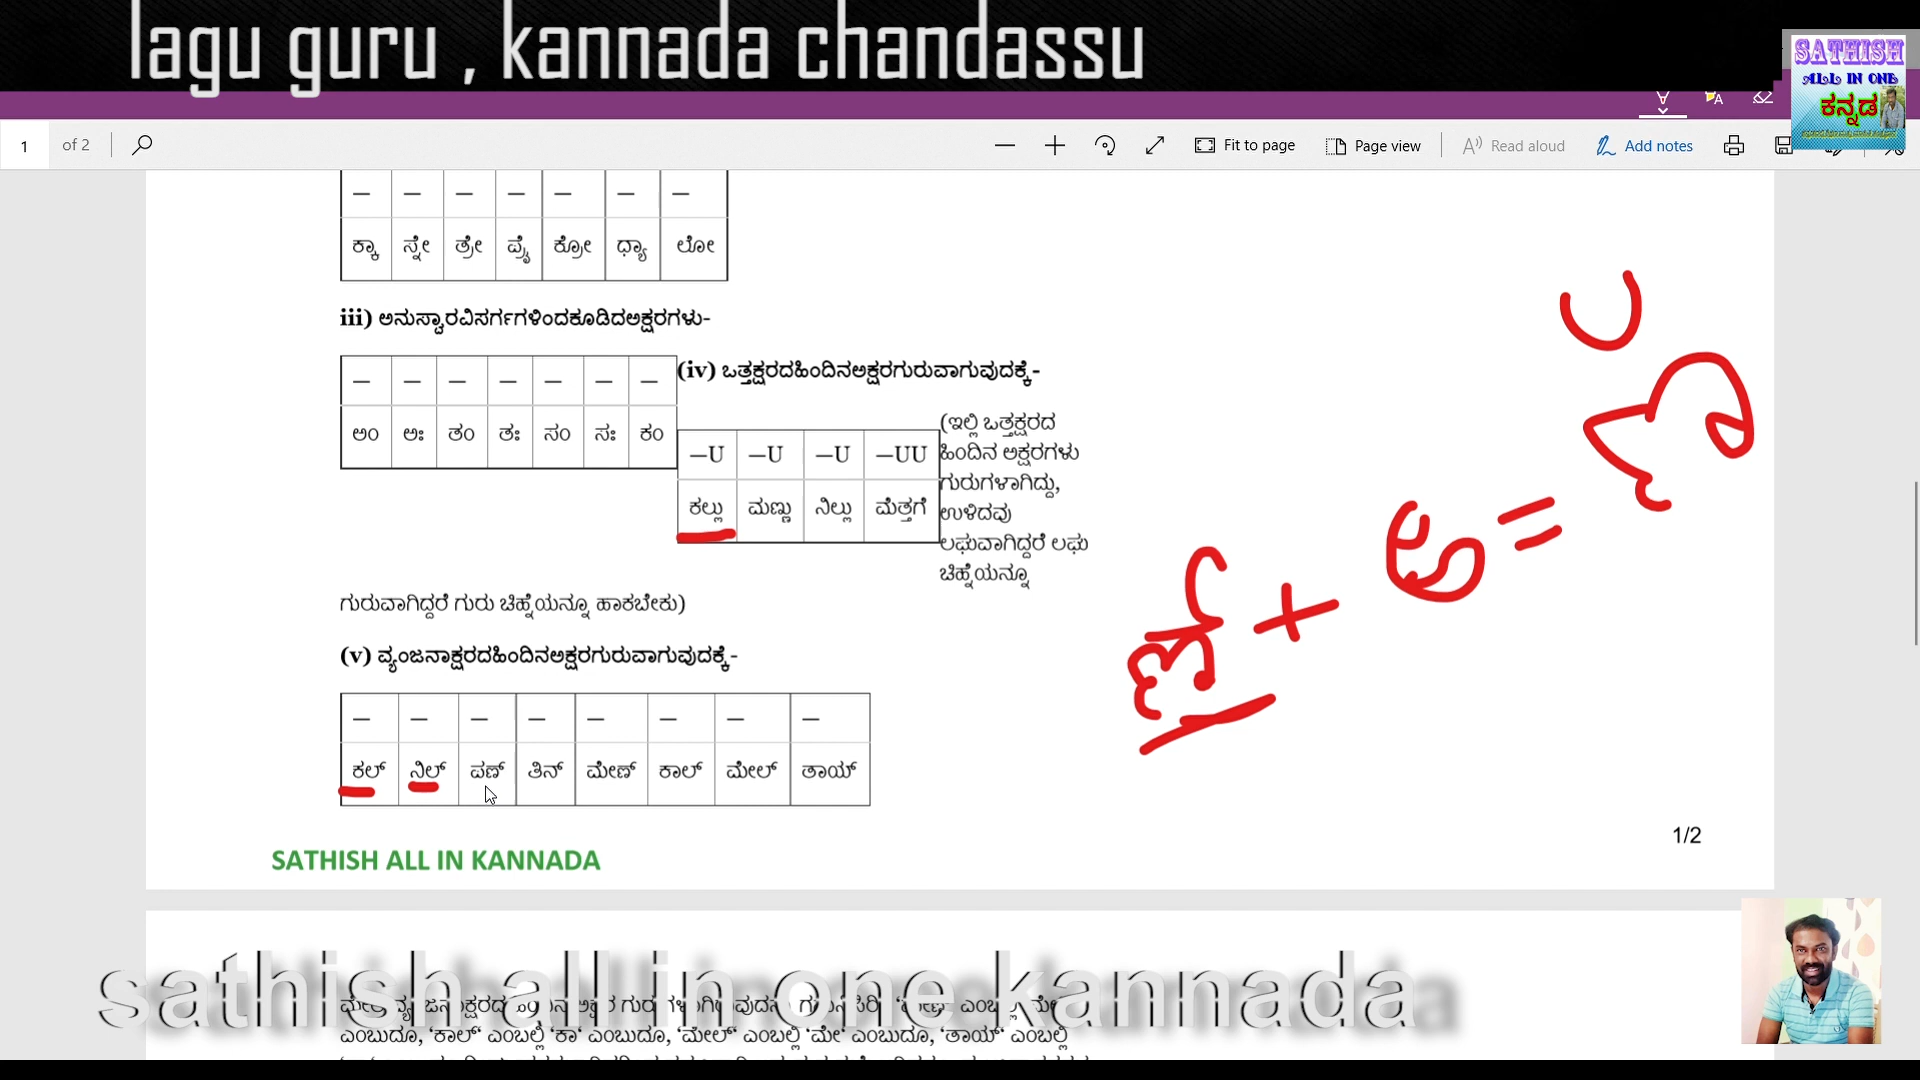 lagu guru , kannada chandassu
SATHISH
ALL IN ONE
ಕನ್ನಡ
1 of 2 Fit to page Page view Read aloud Add notes
— — — — — — —
ಕ್ಕಾ ಸ್ನೇ ತ್ರೇ ಪ್ರೈ ಕ್ರೋ ಧ್ಯಾ ಲೋ
iii) ಅನುಸ್ವಾರವಿಸರ್ಗಗಳಿಂದಕೂಡಿದಅಕ್ಷರಗಳು-
— — — — — — —
ಅಂ ಅಃ ತಂ ತಃ ಸಂ ಸಃ ಕಂ
(iv) ಒತ್ತಕ್ಷರದಹಿಂದಿನಅಕ್ಷರಗುರುವಾಗುವುದಕ್ಕೆ-
—U —U —U —UU
ಕಲ್ಲು ಮಣ್ಣು ನಿಲ್ಲು ಮೆತ್ತಗೆ
(ಇಲ್ಲಿ ಒತ್ತಕ್ಷರದ
ಹಿಂದಿನ ಅಕ್ಷರಗಳು
ಗುರುಗಳಾಗಿದ್ದು,
ಉಳಿದವು
ಲಘುವಾಗಿದ್ದರೆ ಲಘು
ಚಿಹ್ನೆಯನ್ನೂ
ಗುರುವಾಗಿದ್ದರೆ ಗುರು ಚಿಹ್ನೆಯನ್ನೂ ಹಾಕಬೇಕು)
(v) ವ್ಯಂಜನಾಕ್ಷರದಹಿಂದಿನಅಕ್ಷರಗುರುವಾಗುವುದಕ್ಕೆ-
— — — — — — — —
ಕಲ್ ನಿಲ್ ಪಣ್ ತಿನ್ ಮೇಣ್ ಕಾಲ್ ಮೇಲ್ ತಾಯ್
U
ಣ್ + ಅ = ಣ
1/2
SATHISH ALL IN KANNADA
sathish all in one kannada
ಎಂಬುದೂ, 'ಕಾಲ್' ಎಂಬಲ್ಲಿ 'ಕಾ' ಎಂಬುದೂ, 'ಮೇಲ್' ಎಂಬಲ್ಲಿ 'ಮೇ' ಎಂಬುದೂ, 'ತಾಯ್' ಎಂಬಲ್ಲಿ